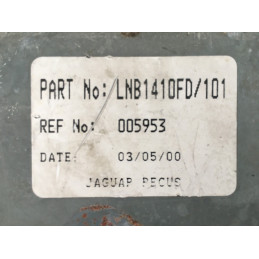 PART No: LNB1410FD/101
REF No: 005953
DATE: 03/05/00
JAGUAR RECUS